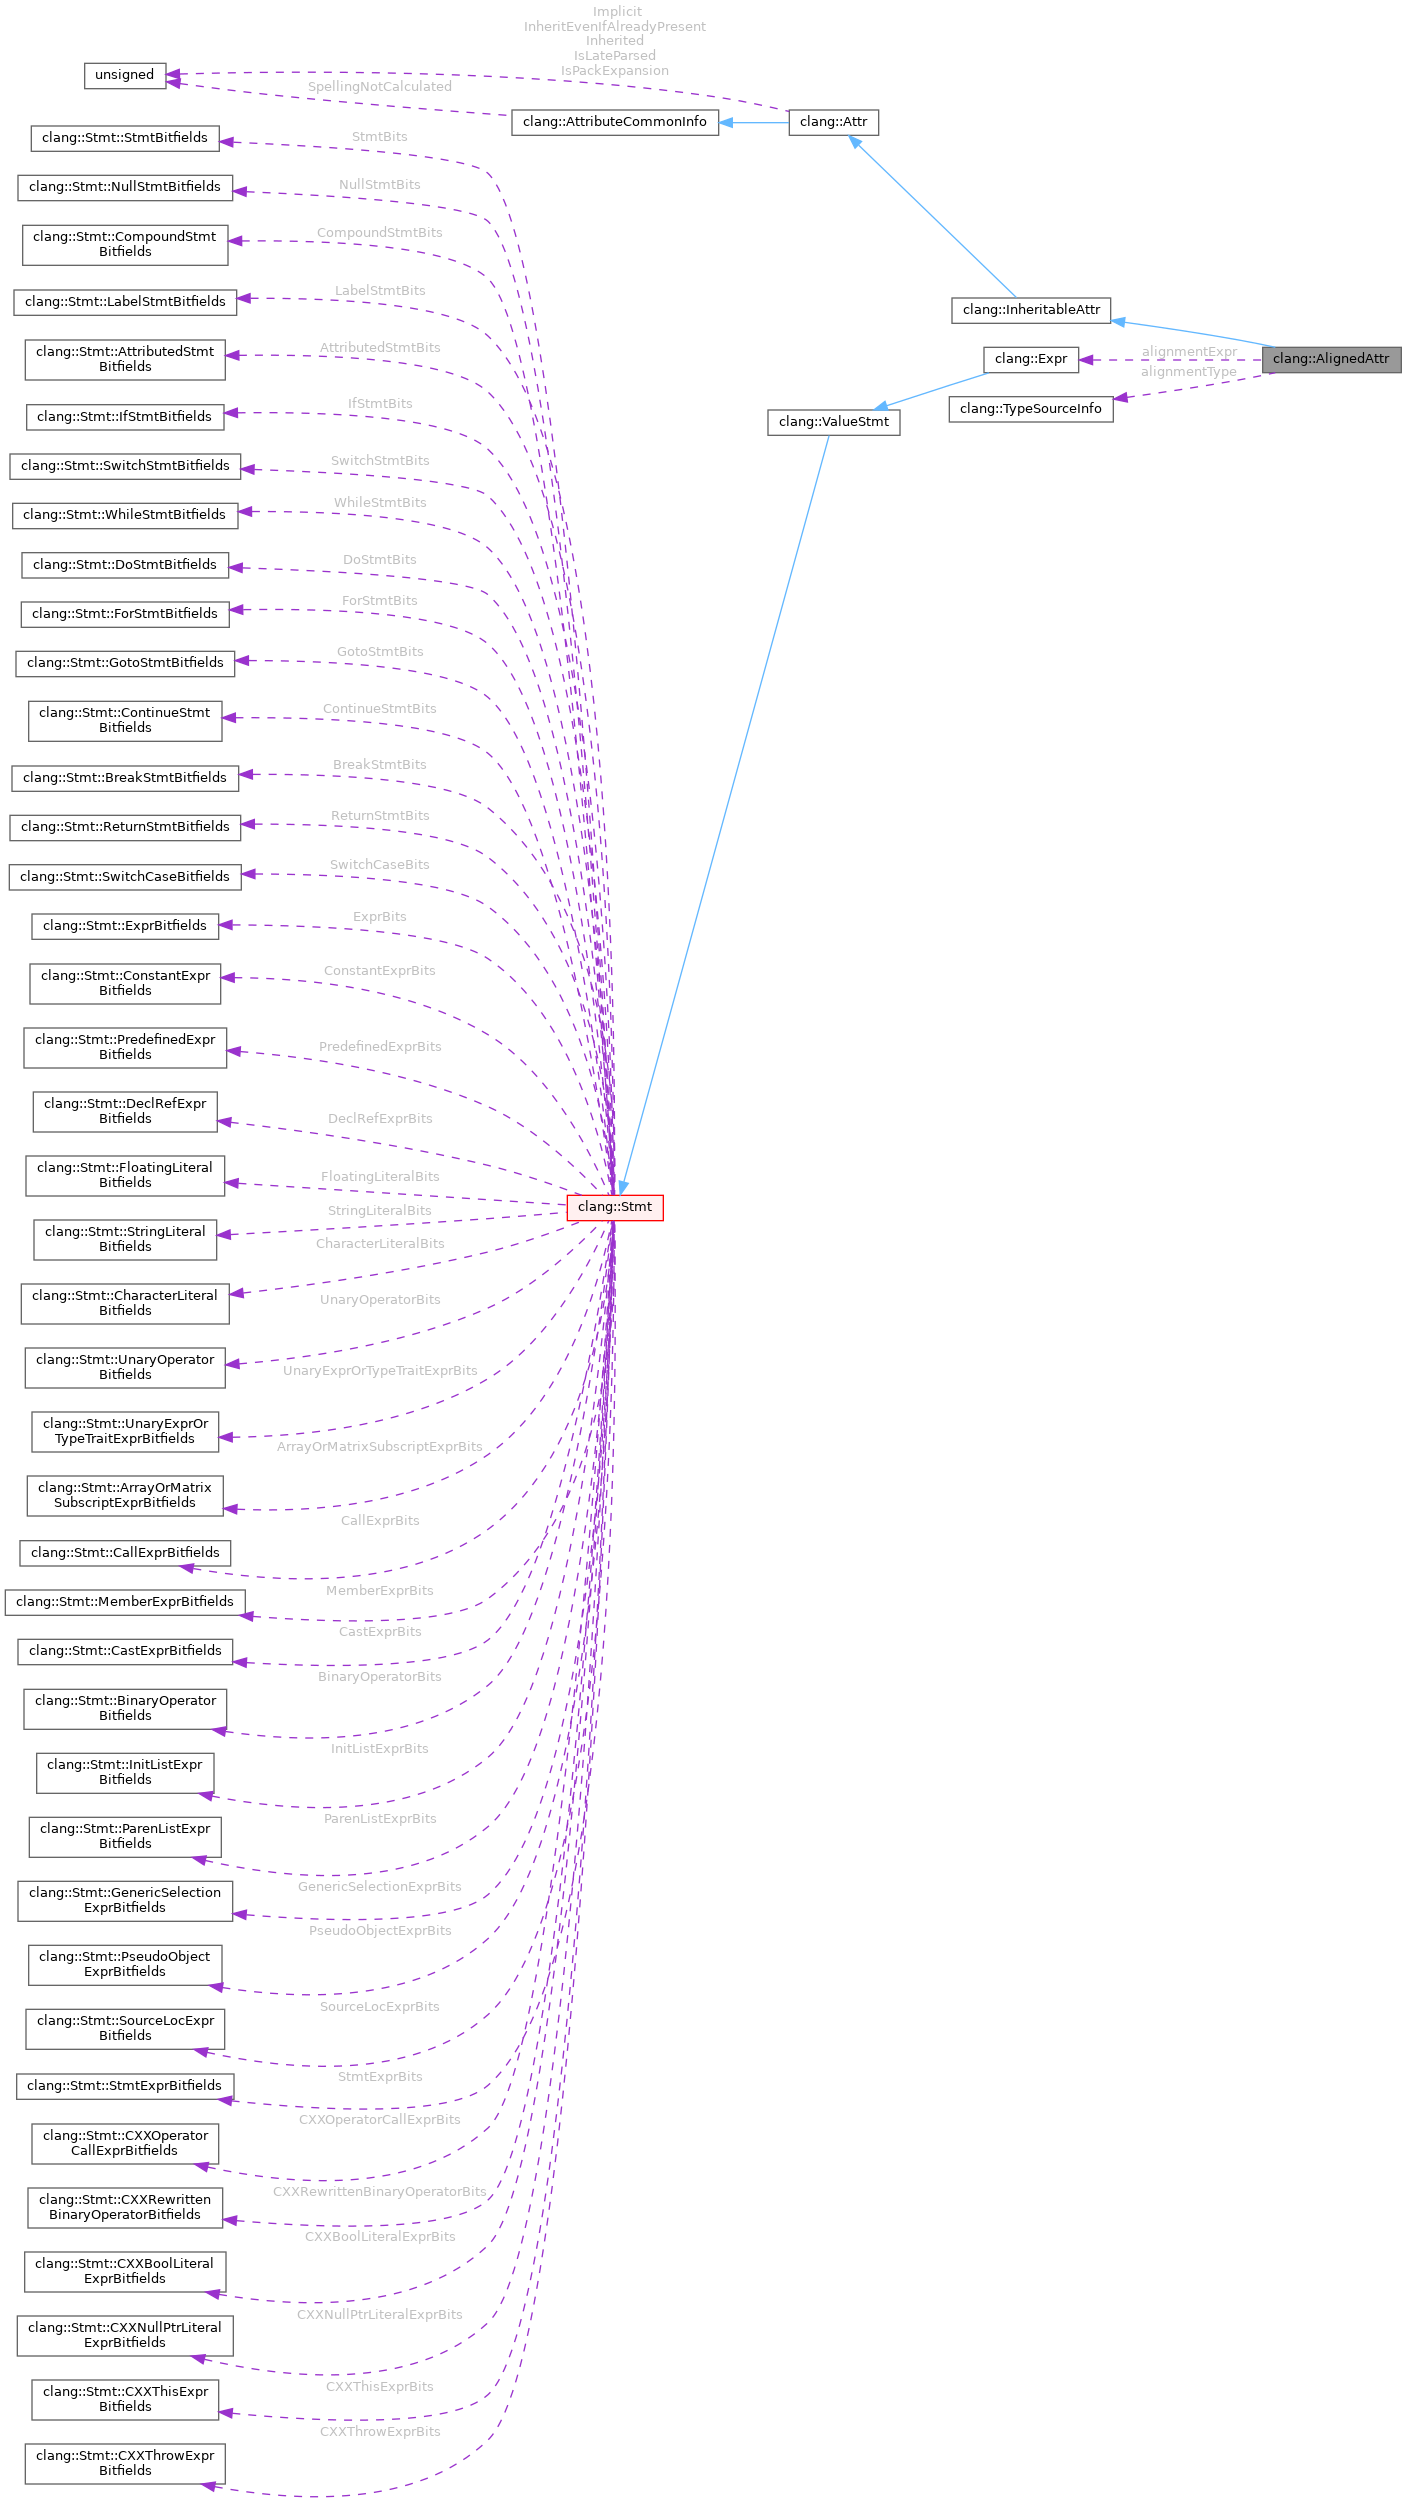 Implicit
InheritEvenIfAlreadyPresent
Inherited
IsLateParsed
IsPackExpansion
unsigned
SpellingNotCalculated
clang::AttributeCommonInfo
clang::Attr
clang::Stmt::StmtBitfields
StmtBits
clang::Stmt::NullStmtBitfields
NullStmtBits
clang::Stmt::CompoundStmt
Bitfields
CompoundStmtBits
clang::Stmt::LabelStmtBitfields
LabelStmtBits
clang::InheritableAttr
clang::Stmt::AttributedStmt
Bitfields
AttributedStmtBits
clang::Expr
alignmentExpr
alignmentType
clang::AlignedAttr
clang::TypeSourceInfo
clang::ValueStmt
clang::Stmt::IfStmtBitfields
IfStmtBits
clang::Stmt::SwitchStmtBitfields
SwitchStmtBits
clang::Stmt::WhileStmtBitfields
WhileStmtBits
clang::Stmt::DoStmtBitfields
DoStmtBits
clang::Stmt::ForStmtBitfields
ForStmtBits
clang::Stmt::GotoStmtBitfields
GotoStmtBits
clang::Stmt::ContinueStmt
Bitfields
ContinueStmtBits
clang::Stmt::BreakStmtBitfields
BreakStmtBits
clang::Stmt::ReturnStmtBitfields
ReturnStmtBits
clang::Stmt::SwitchCaseBitfields
SwitchCaseBits
clang::Stmt::ExprBitfields
ExprBits
clang::Stmt::ConstantExpr
Bitfields
ConstantExprBits
clang::Stmt::PredefinedExpr
Bitfields
PredefinedExprBits
clang::Stmt::DeclRefExpr
Bitfields
DeclRefExprBits
clang::Stmt::FloatingLiteral
Bitfields
FloatingLiteralBits
clang::Stmt
clang::Stmt::StringLiteral
Bitfields
StringLiteralBits
clang::Stmt::CharacterLiteral
Bitfields
CharacterLiteralBits
clang::Stmt::UnaryOperator
Bitfields
UnaryOperatorBits
clang::Stmt::UnaryExprOr
TypeTraitExprBitfields
UnaryExprOrTypeTraitExprBits
clang::Stmt::ArrayOrMatrix
SubscriptExprBitfields
ArrayOrMatrixSubscriptExprBits
clang::Stmt::CallExprBitfields
CallExprBits
clang::Stmt::MemberExprBitfields
MemberExprBits
clang::Stmt::CastExprBitfields
CastExprBits
clang::Stmt::BinaryOperator
Bitfields
BinaryOperatorBits
clang::Stmt::InitListExpr
Bitfields
InitListExprBits
clang::Stmt::ParenListExpr
Bitfields
ParenListExprBits
clang::Stmt::GenericSelection
ExprBitfields
GenericSelectionExprBits
clang::Stmt::PseudoObject
ExprBitfields
PseudoObjectExprBits
clang::Stmt::SourceLocExpr
Bitfields
SourceLocExprBits
clang::Stmt::StmtExprBitfields
StmtExprBits
clang::Stmt::CXXOperator
CallExprBitfields
CXXOperatorCallExprBits
clang::Stmt::CXXRewritten
BinaryOperatorBitfields
CXXRewrittenBinaryOperatorBits
clang::Stmt::CXXBoolLiteral
ExprBitfields
CXXBoolLiteralExprBits
clang::Stmt::CXXNullPtrLiteral
ExprBitfields
CXXNullPtrLiteralExprBits
clang::Stmt::CXXThisExpr
Bitfields
CXXThisExprBits
clang::Stmt::CXXThrowExpr
Bitfields
CXXThrowExprBits